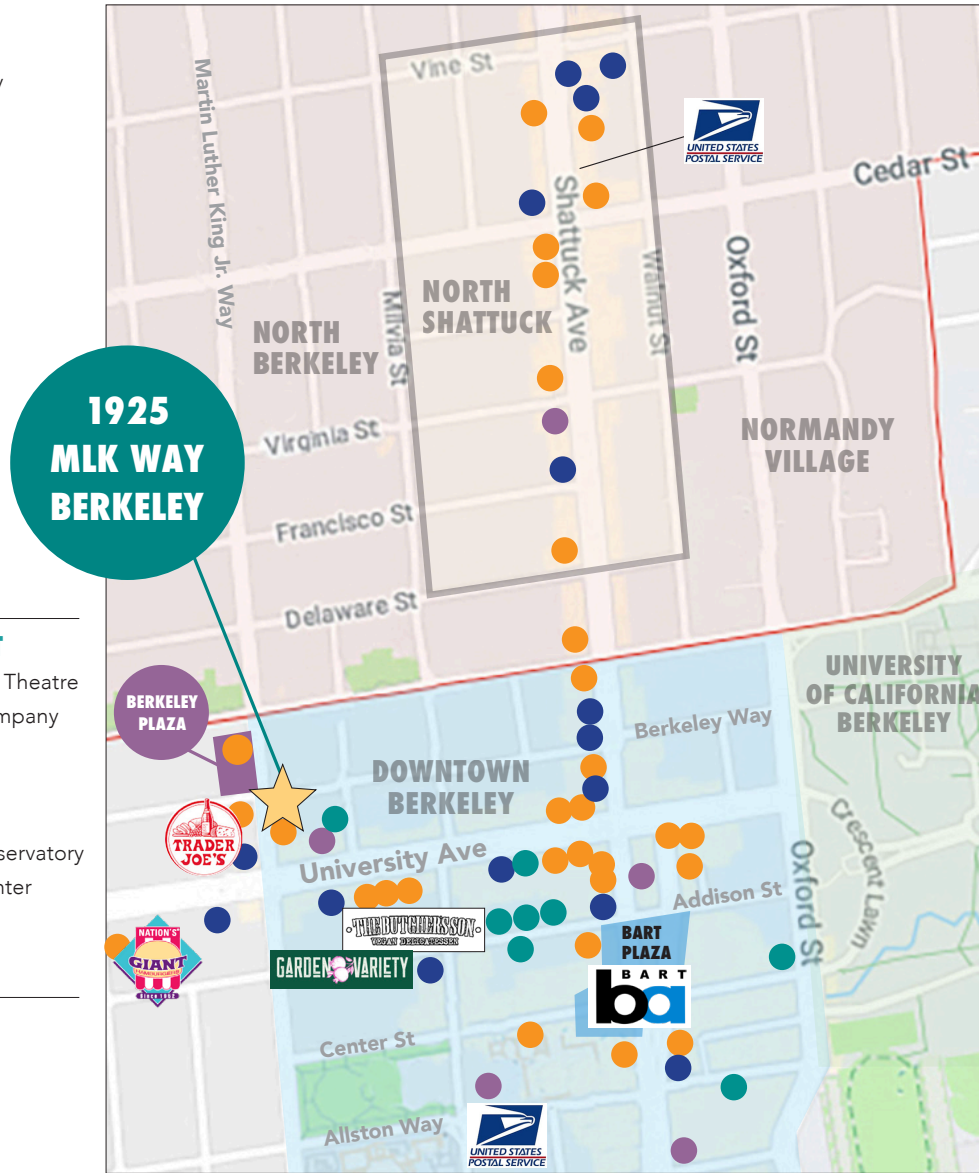 Vine St
Martin Luther King Jr. Way
UNITED STATES
POSTAL SERVICE
Cedar St
Shattuck Ave
Walnut St
Oxford St
Milvia St
NORTH
SHATTUCK
NORTH
BERKELEY
1925
MLK WAY
BERKELEY
Virginia St
NORMANDY
VILLAGE
Francisco St
Delaware St
Theatre
mpany
servatory
nter
BERKELEY
PLAZA
UNIVERSITY
OF CALIFORNIA
BERKELEY
Berkeley Way
DOWNTOWN
BERKELEY
TRADER
JOE'S
University Ave
Crescent Lawn
Oxford St
Addison St
THE BUTCHER'S SON
VEGAN DELICATESSEN
BART
PLAZA
NATION'S
GIANT
HAMBURGERS
Since 1952
GARDEN VARIETY
BART
ba
Center St
Allston Way
UNITED STATES
POSTAL SERVICE